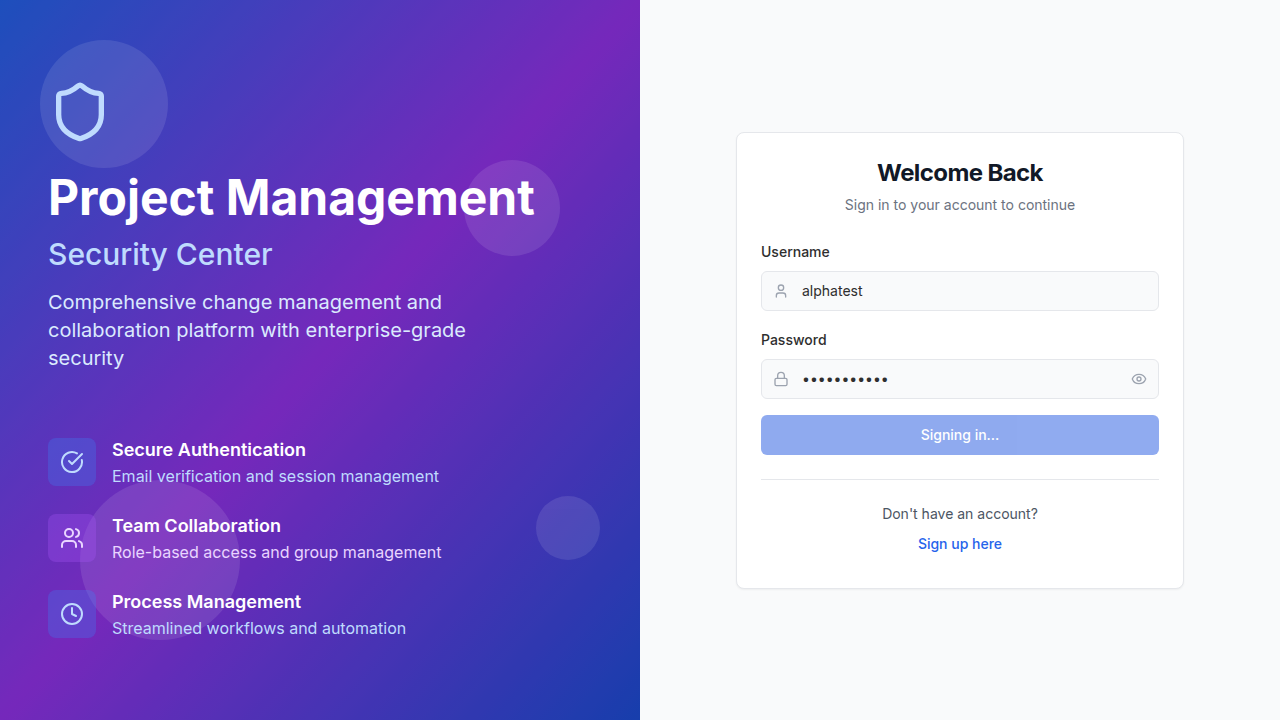 Project Management
Security Center
Comprehensive change management and
collaboration platform with enterprise-grade
security
Secure Authentication
Email verification and session management
Team Collaboration
Role-based access and group management
Process Management
Streamlined workflows and automation
Welcome Back
Sign in to your account to continue
Username
alphatest
Password
•••••••••••
Signing in...
Don't have an account?
Sign up here